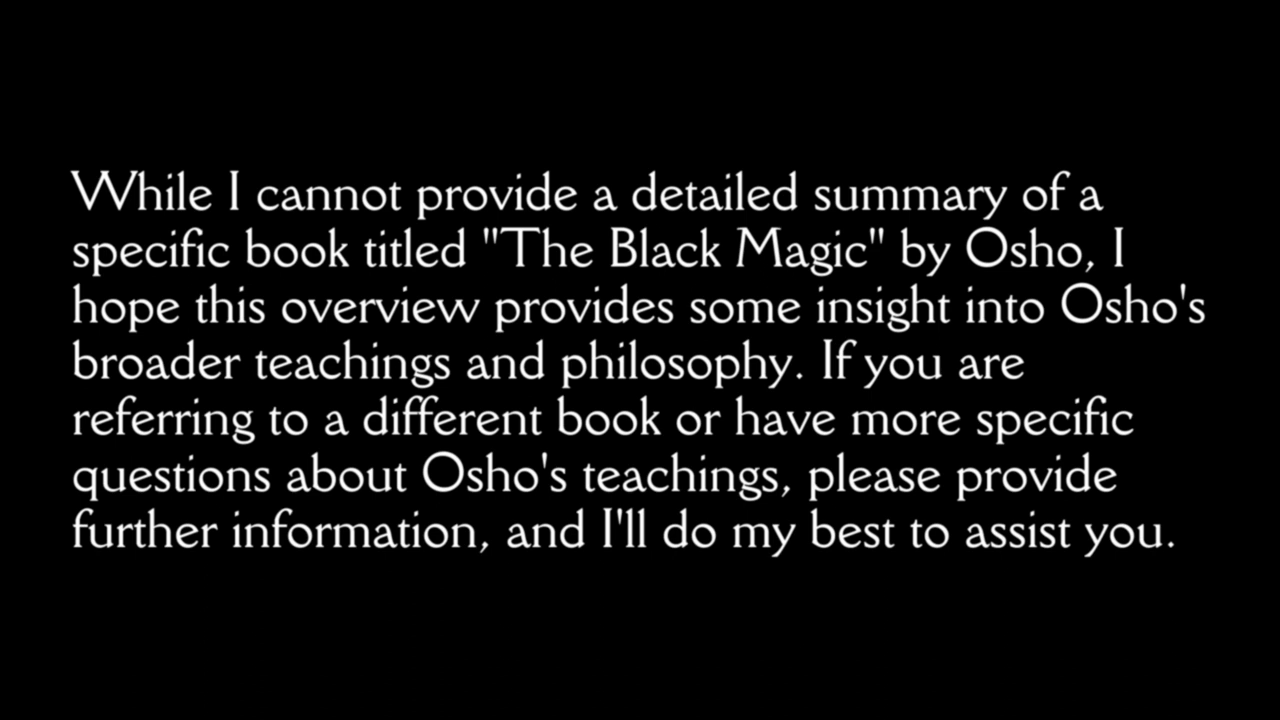 While I cannot provide a detailed summary of a
specific book titled "The Black Magic" by Osho, I
hope this overview provides some insight into Osho's
broader teachings and philosophy. If you are
referring to a different book or have more specific
questions about Osho's teachings, please provide
further information, and I'll do my best to assist you.